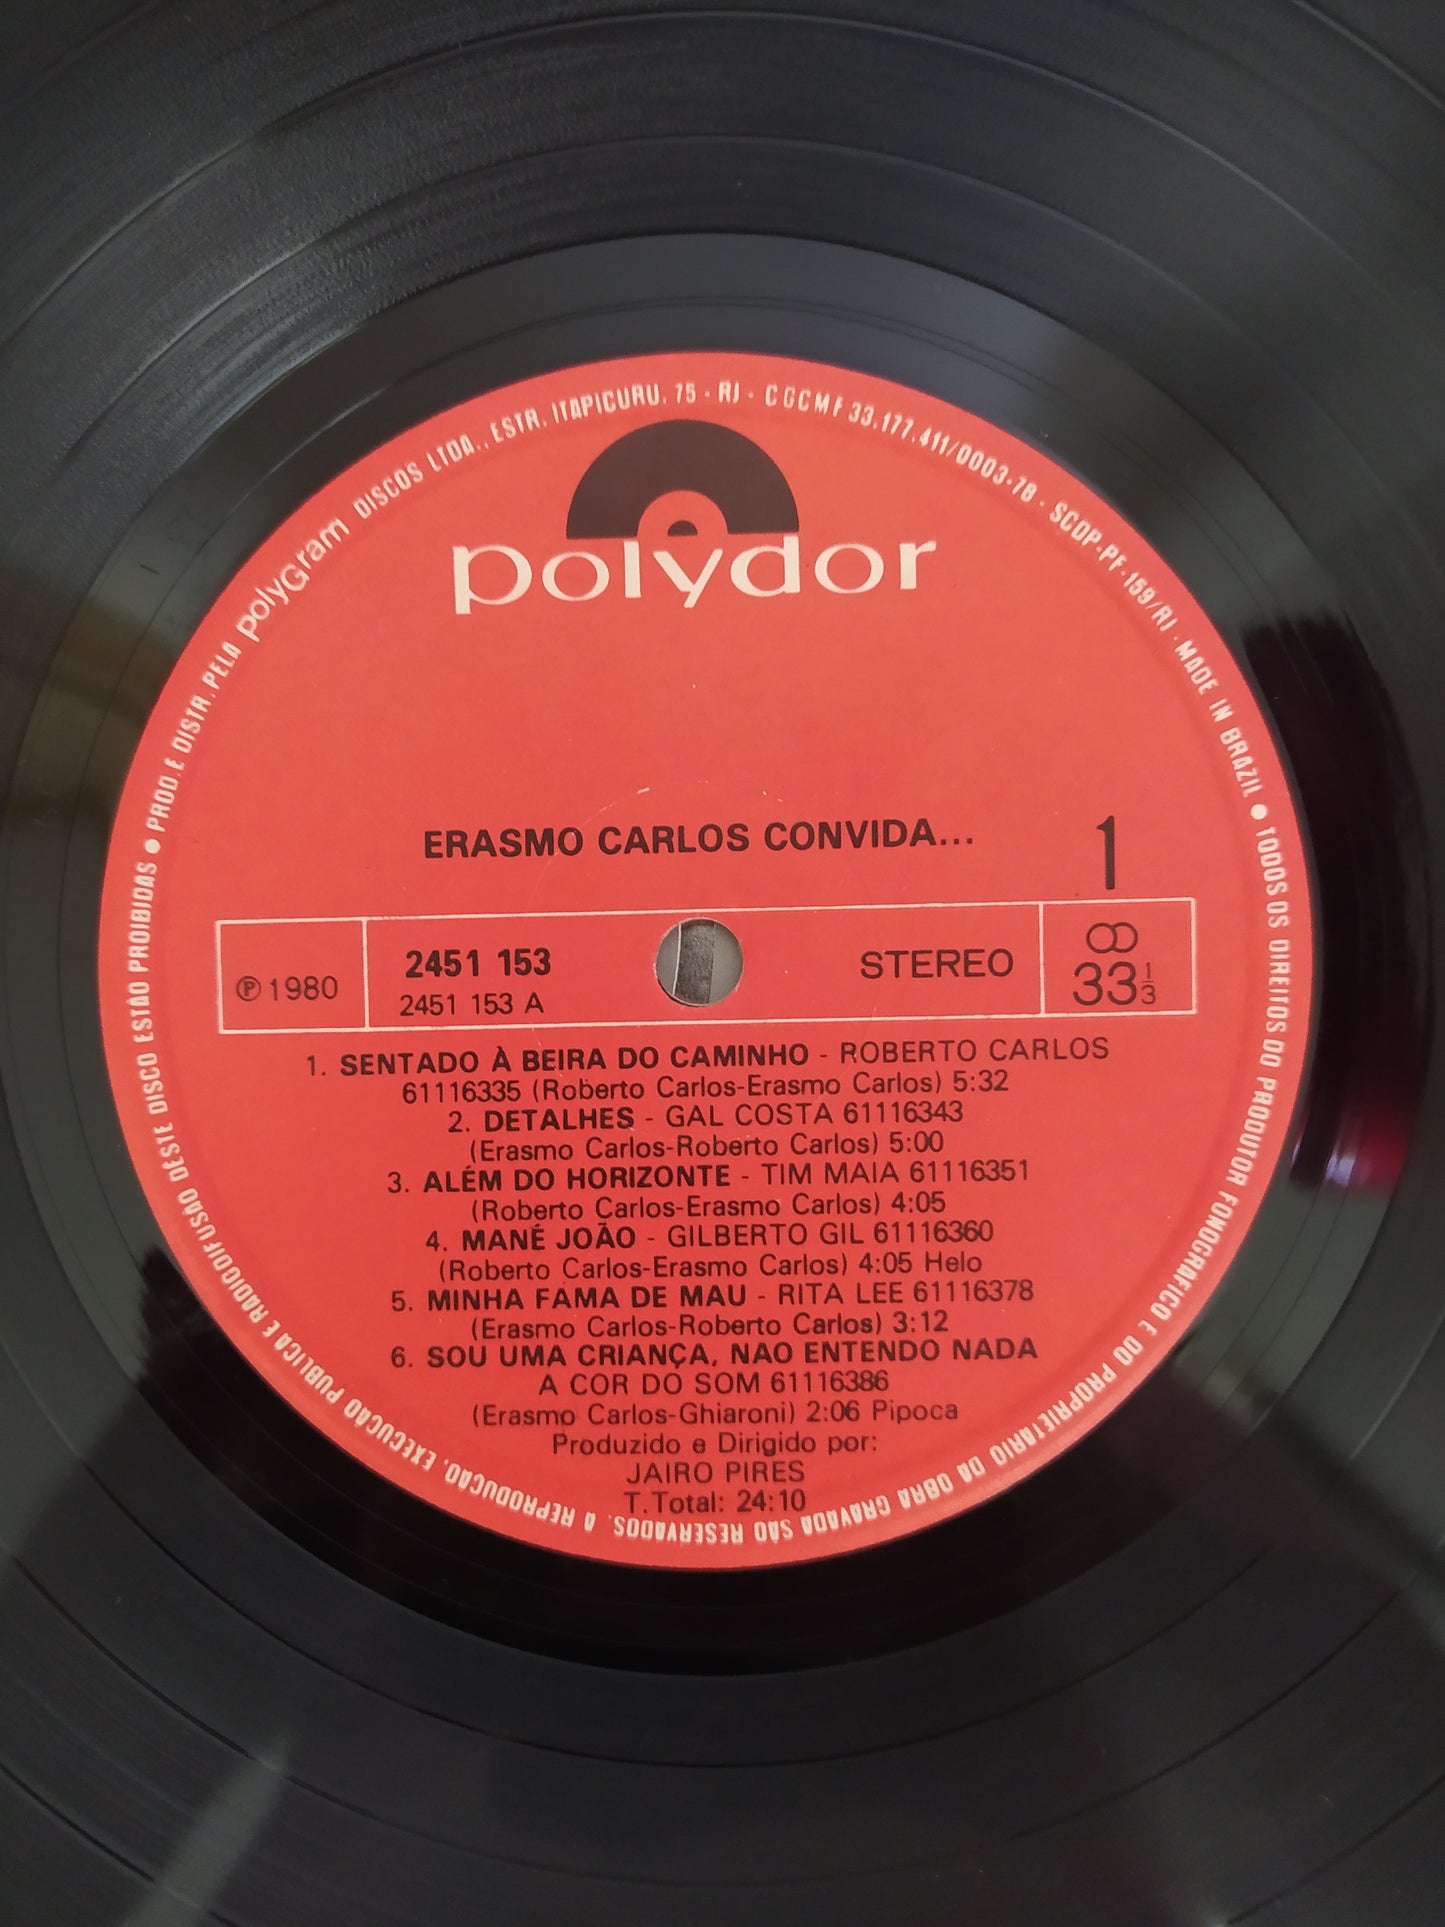 PROD. E DISTR. PELA polyGram DISCOS LTDA., ESTR. ITAPICURU, 75 - RJ - CGCMF 33.177.411/0003-78 - SCDP-PF-159/RJ - MADE IN BRAZIL ● TODOS OS DIREITOS DO PRODUTOR FONOGRÁFICO E DO PROPRIETÁRIO DA OBRA GRAVADA SÃO RESERVADOS. A REPRODUÇÃO, EXECUÇÃO PUBLICA E RADIODIFUSÃO DESTE DISCO ESTÃO PROIBIDAS ●
polydor
ERASMO CARLOS CONVIDA...
1
℗ 1980
2451 153
2451 153 A
STEREO
33 1/3
1. SENTADO À BEIRA DO CAMINHO - ROBERTO CARLOS
61116335 (Roberto Carlos-Erasmo Carlos) 5:32
2. DETALHES - GAL COSTA 61116343
(Erasmo Carlos-Roberto Carlos) 5:00
3. ALÉM DO HORIZONTE - TIM MAIA 61116351
(Roberto Carlos-Erasmo Carlos) 4:05
4. MANÉ JOÃO - GILBERTO GIL 61116360
(Roberto Carlos-Erasmo Carlos) 4:05 Helo
5. MINHA FAMA DE MAU - RITA LEE 61116378
(Erasmo Carlos-Roberto Carlos) 3:12
6. SOU UMA CRIANÇA, NAO ENTENDO NADA
A COR DO SOM 61116386
(Erasmo Carlos-Ghiaroni) 2:06 Pipoca
Produzido e Dirigido por:
JAIRO PIRES
T.Total: 24:10